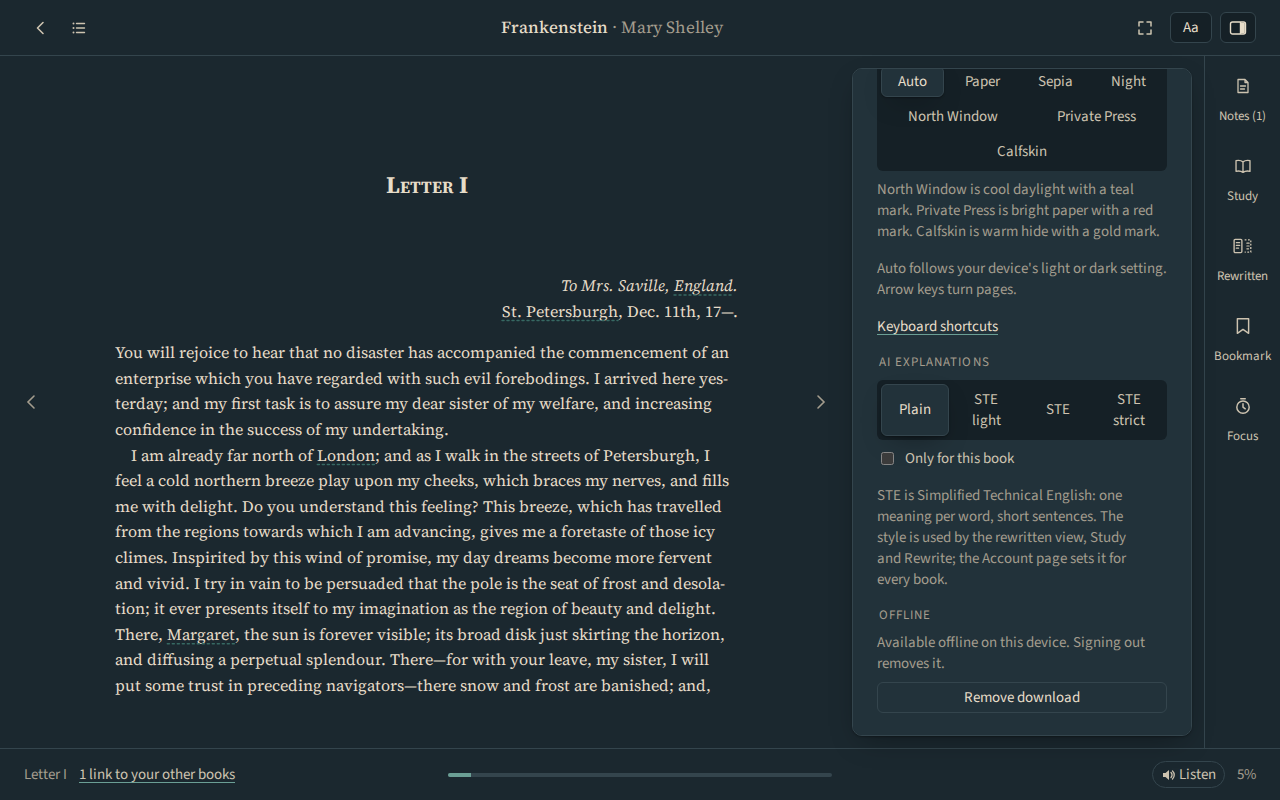 Frankenstein · Mary Shelley
Aa
Letter I
To Mrs. Saville, England.
St. Petersburgh, Dec. 11th, 17—.
You will rejoice to hear that no disaster has accompanied the commencement of an
enterprise which you have regarded with such evil forebodings. I arrived here yes-
terday; and my first task is to assure my dear sister of my welfare, and increasing
confidence in the success of my undertaking.
I am already far north of London; and as I walk in the streets of Petersburgh, I
feel a cold northern breeze play upon my cheeks, which braces my nerves, and fills
me with delight. Do you understand this feeling? This breeze, which has travelled
from the regions towards which I am advancing, gives me a foretaste of those icy
climes. Inspirited by this wind of promise, my day dreams become more fervent
and vivid. I try in vain to be persuaded that the pole is the seat of frost and desola-
tion; it ever presents itself to my imagination as the region of beauty and delight.
There, Margaret, the sun is forever visible; its broad disk just skirting the horizon,
and diffusing a perpetual splendour. There—for with your leave, my sister, I will
put some trust in preceding navigators—there snow and frost are banished; and,
Auto Paper Sepia Night
North Window Private Press
Calfskin
North Window is cool daylight with a teal
mark. Private Press is bright paper with a red
mark. Calfskin is warm hide with a gold mark.
Auto follows your device's light or dark setting.
Arrow keys turn pages.
Keyboard shortcuts
AI EXPLANATIONS
Plain STE light STE STE strict
Only for this book
STE is Simplified Technical English: one
meaning per word, short sentences. The
style is used by the rewritten view, Study
and Rewrite; the Account page sets it for
every book.
OFFLINE
Available offline on this device. Signing out
removes it.
Remove download
Notes (1)
Study
Rewritten
Bookmark
Focus
Letter I 1 link to your other books
Listen 5%